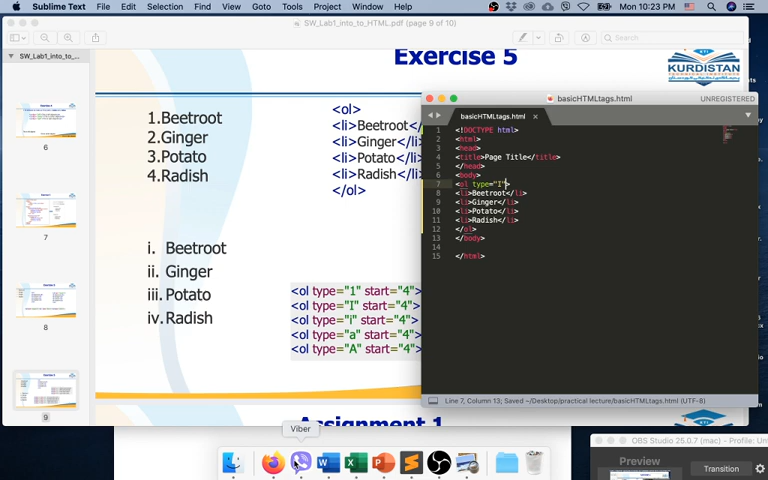 Sublime Text File Edit Selection Find View Goto Tools Project Window Help
Mon 10:23 PM
SW_Lab1_into_to_HTML.pdf (page 9 of 10)
Search
SW_Lab1_into_to_...
6
7
8
9
Exercise 5
KURDISTAN
1.Beetroot
2.Ginger
3.Potato
4.Radish
<ol>
<li>Beetroot</
<li>Ginger</li
<li>Potato</li
<li>Radish</li
</ol>
i. Beetroot
ii. Ginger
iii. Potato
iv. Radish
<ol type="1" start="4">
<ol type="I" start="4">
<ol type="i" start="4">
<ol type="a" start="4">
<ol type="A" start="4">
Assignment 1
basicHTMLtags.html
UNREGISTERED
basicHTMLtags.html
1 <!DOCTYPE html>
2 <html>
3 <head>
4 <title>Page Title</title>
5 </head>
6 <body>
7 <ol type="I">
8 <li>Beetroot</li>
9 <li>Ginger</li>
10 <li>Potato</li>
11 <li>Radish</li>
12 </ol>
13 </body>
14
15 </html>
Line 7, Column 13; Saved ~/Desktop/practical lecture/basicHTMLtags.html (UTF-8)
Viber
OBS Studio 25.0.7 (mac) - Profile: Un
Preview
Transition